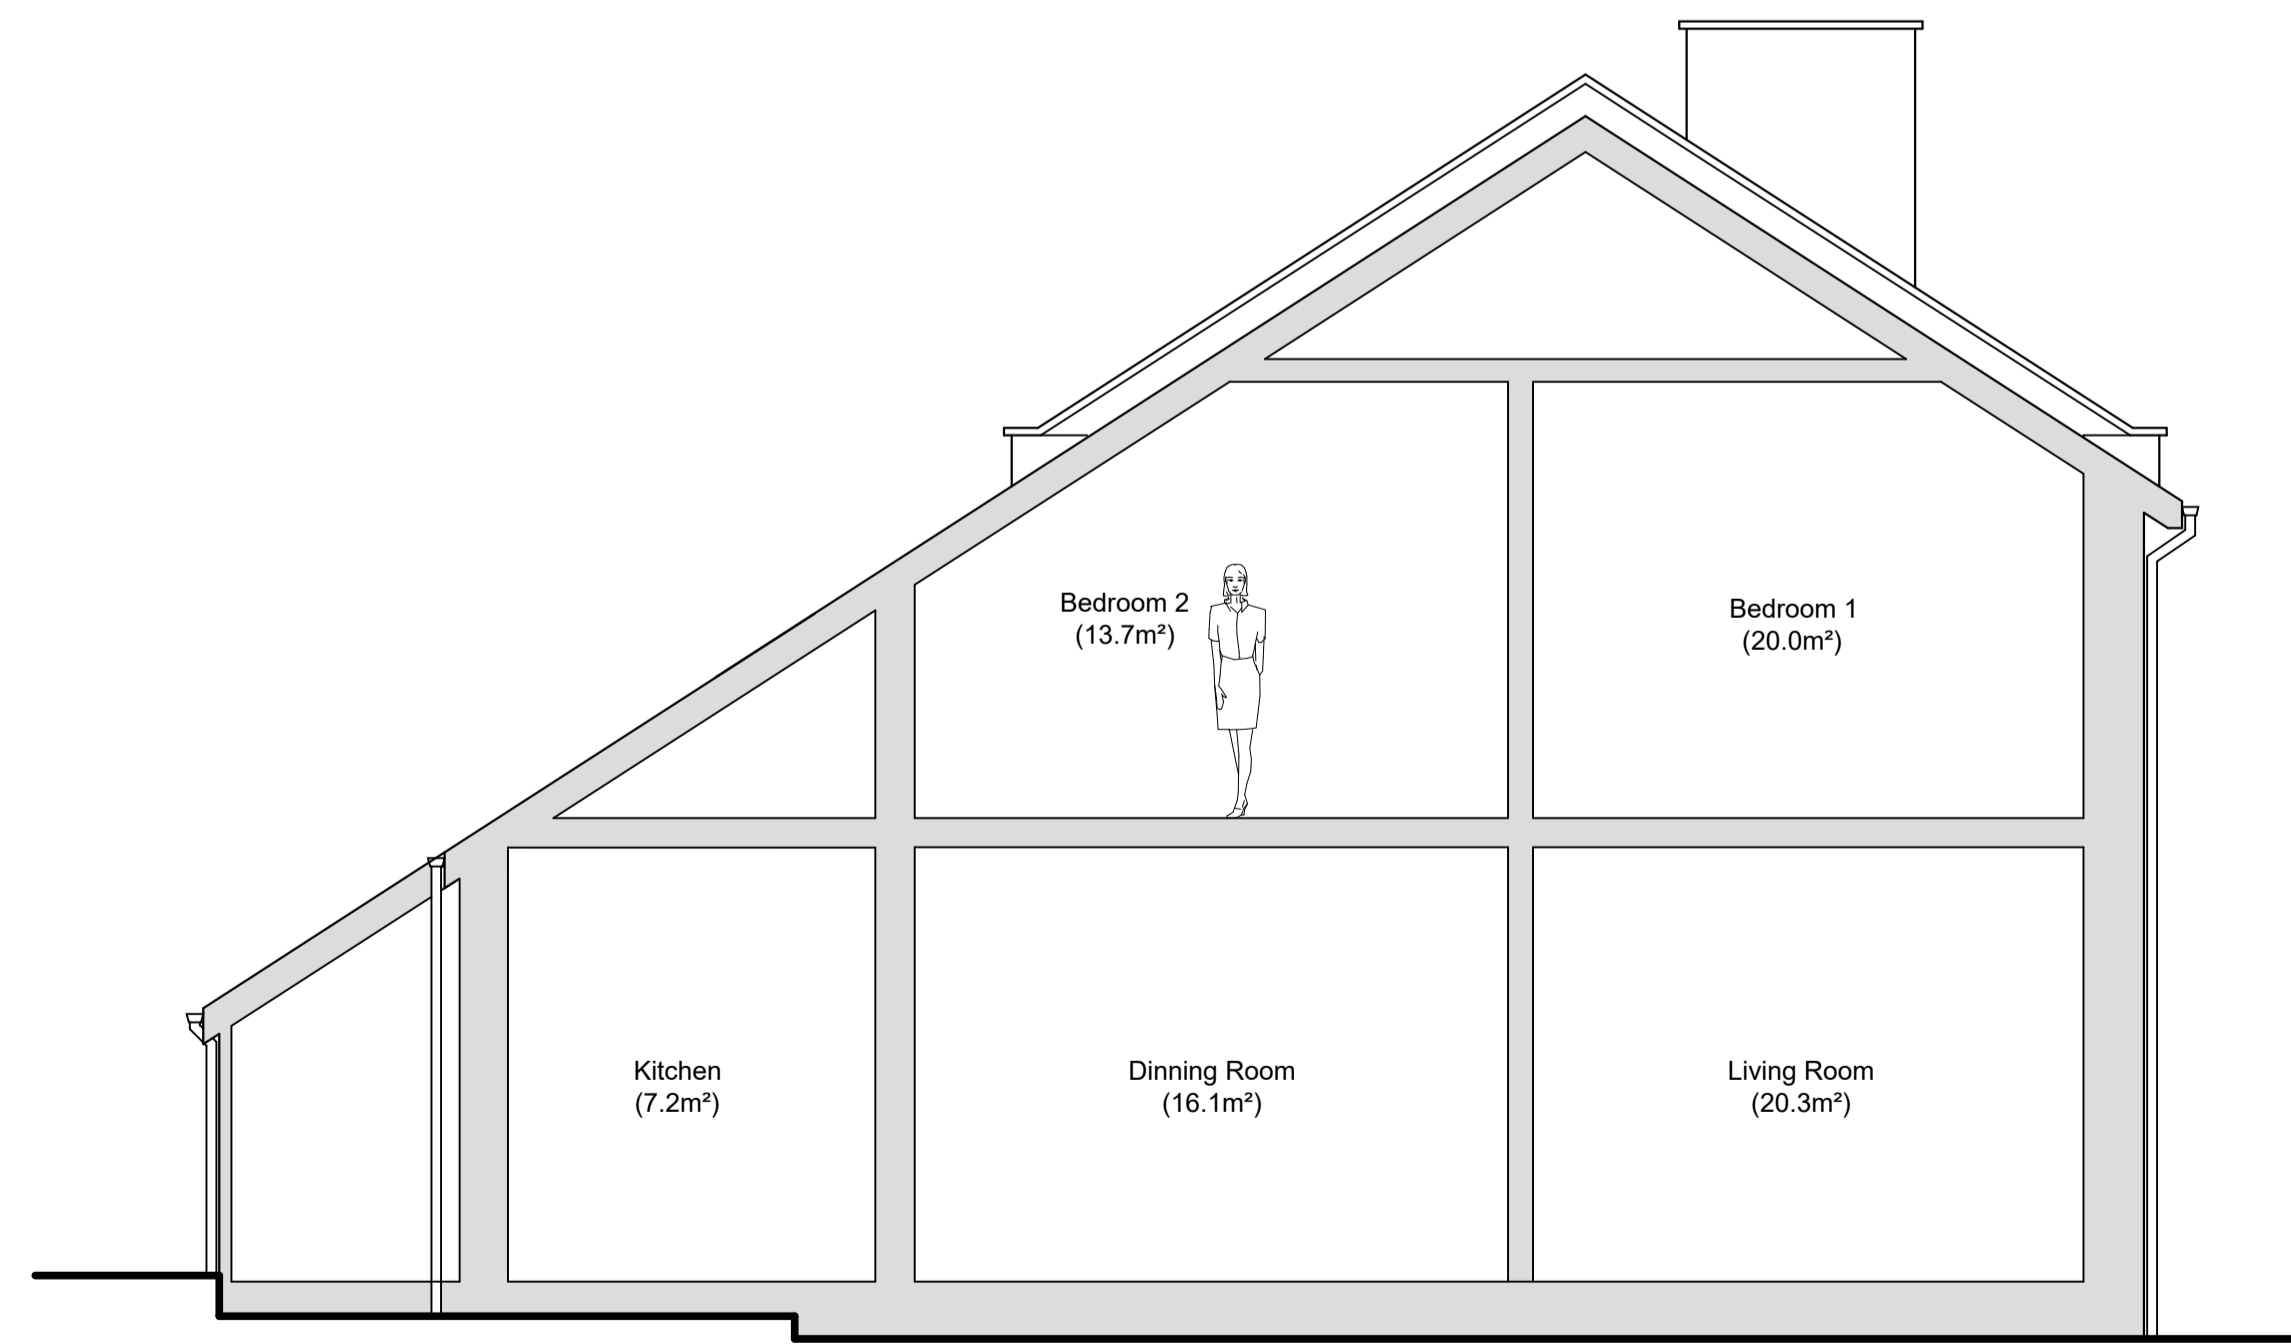 Bedroom 2
(13.7m²)
Bedroom 1
(20.0m²)
Kitchen
(7.2m²)
Dinning Room
(16.1m²)
Living Room
(20.3m²)